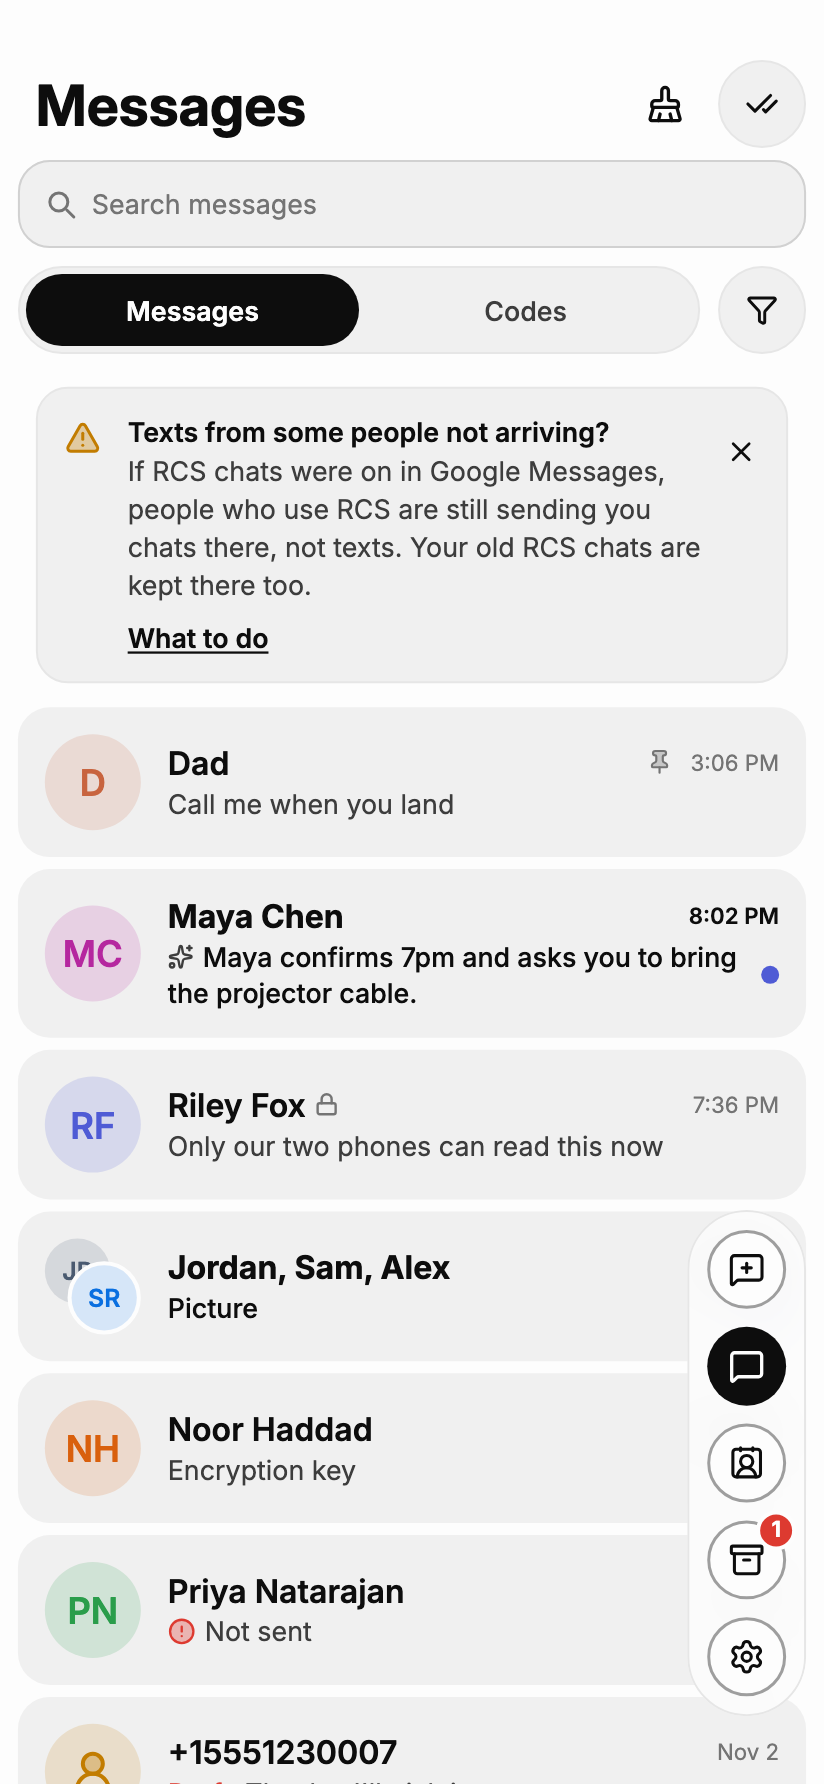 Messages
Search messages
Messages
Codes
Texts from some people not arriving?
If RCS chats were on in Google Messages,
people who use RCS are still sending you
chats there, not texts. Your old RCS chats are
kept there too.
What to do
D
Dad
3:06 PM
Call me when you land
MC
Maya Chen
8:02 PM
Maya confirms 7pm and asks you to bring
the projector cable.
RF
Riley Fox
7:36 PM
Only our two phones can read this now
SR
Jordan, Sam, Alex
Picture
NH
Noor Haddad
Encryption key
1
PN
Priya Natarajan
Not sent
+15551230007
Nov 2